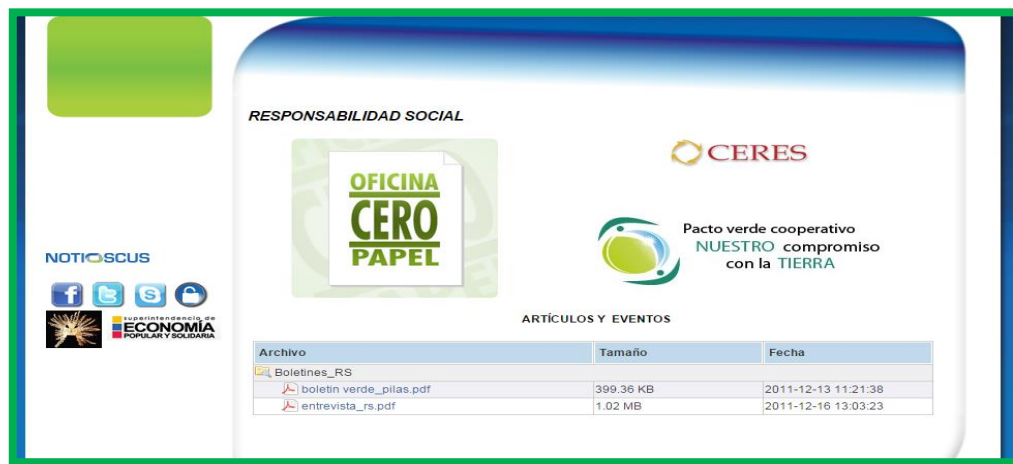 RESPONSABILIDAD SOCIAL
OFICINA
CERO
PAPEL
CERES
Pacto verde cooperativo
NUESTRO compromiso
con la TIERRA
NOTIOSCUS
superintendencia de
ECONOMÍA
POPULAR Y SOLIDARIA
ARTÍCULOS Y EVENTOS
Archivo Tamaño Fecha
Boletines_RS
boletin verde_pilas.pdf 399.36 KB 2011-12-13 11:21:38
entrevista_rs.pdf 1.02 MB 2011-12-16 13:03:23